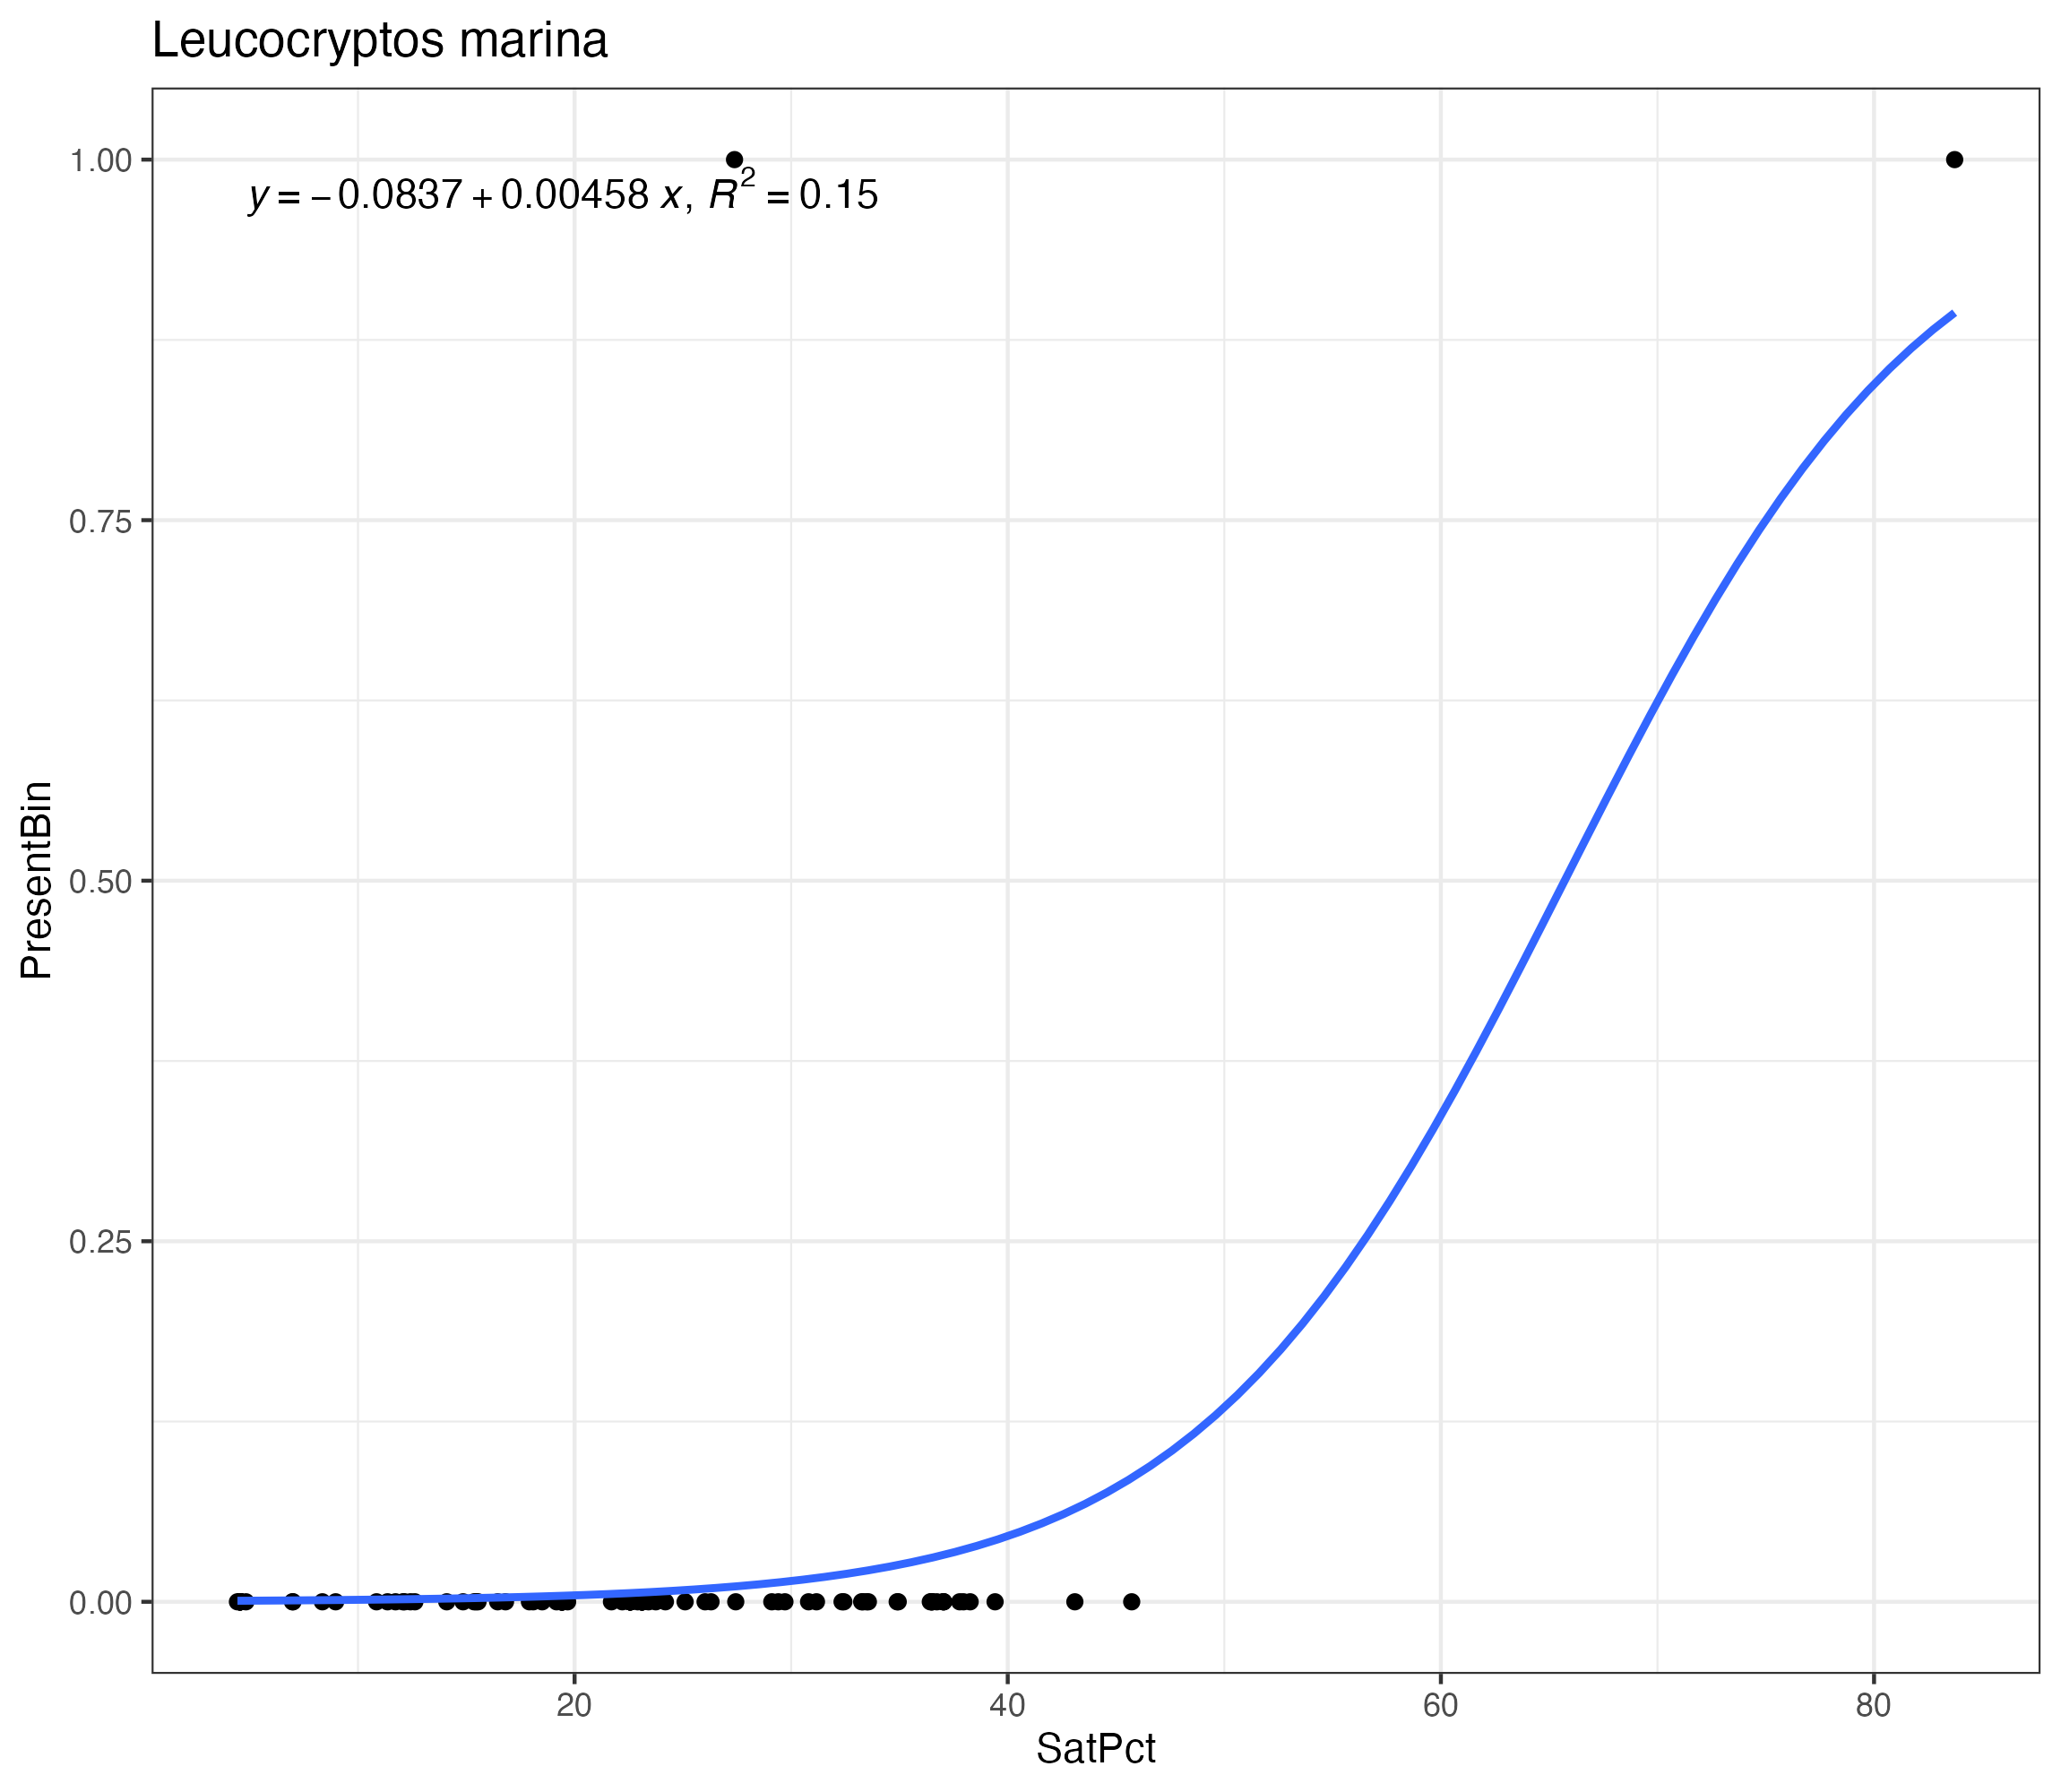 Leucocryptos marina
y = −0.0837 + 0.00458 x, R² = 0.15
1.00
0.75
0.50
0.25
0.00
PresentBin
20 40 60 80
SatPct